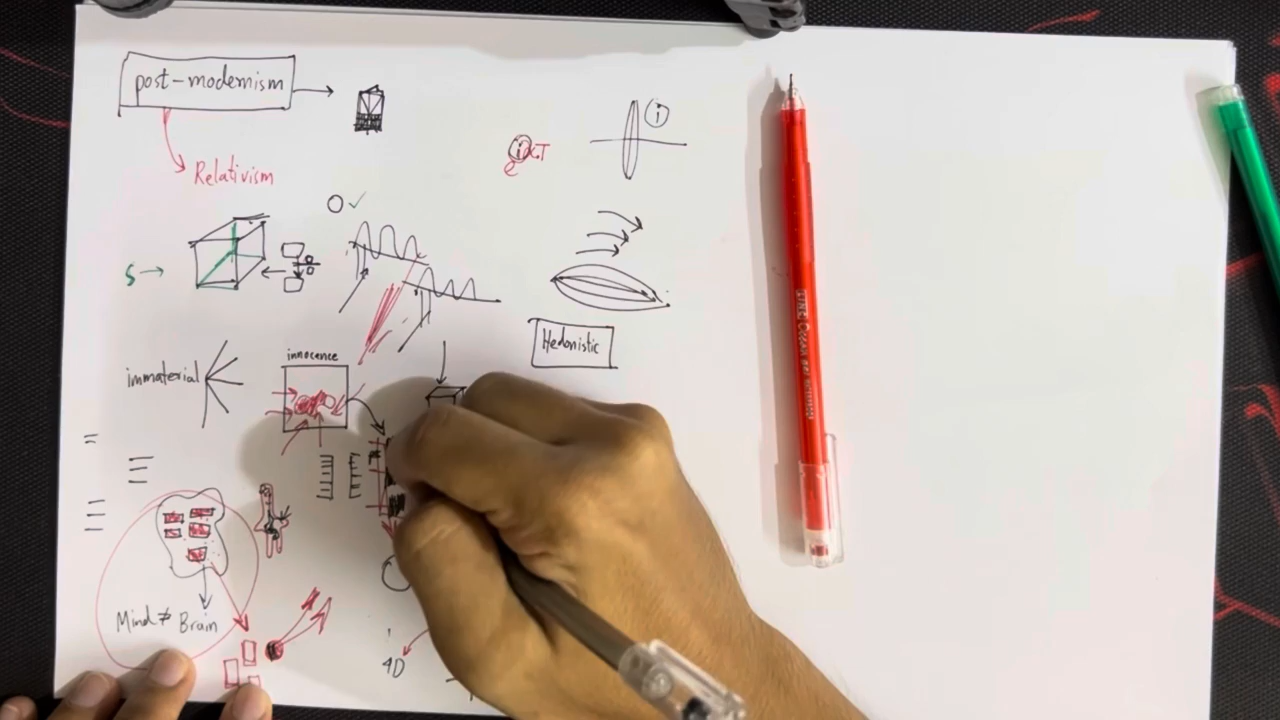 post-modernism
i
Relativism
S
Hedonistic
innocence
immaterial
Mind ≠ Brain
4D